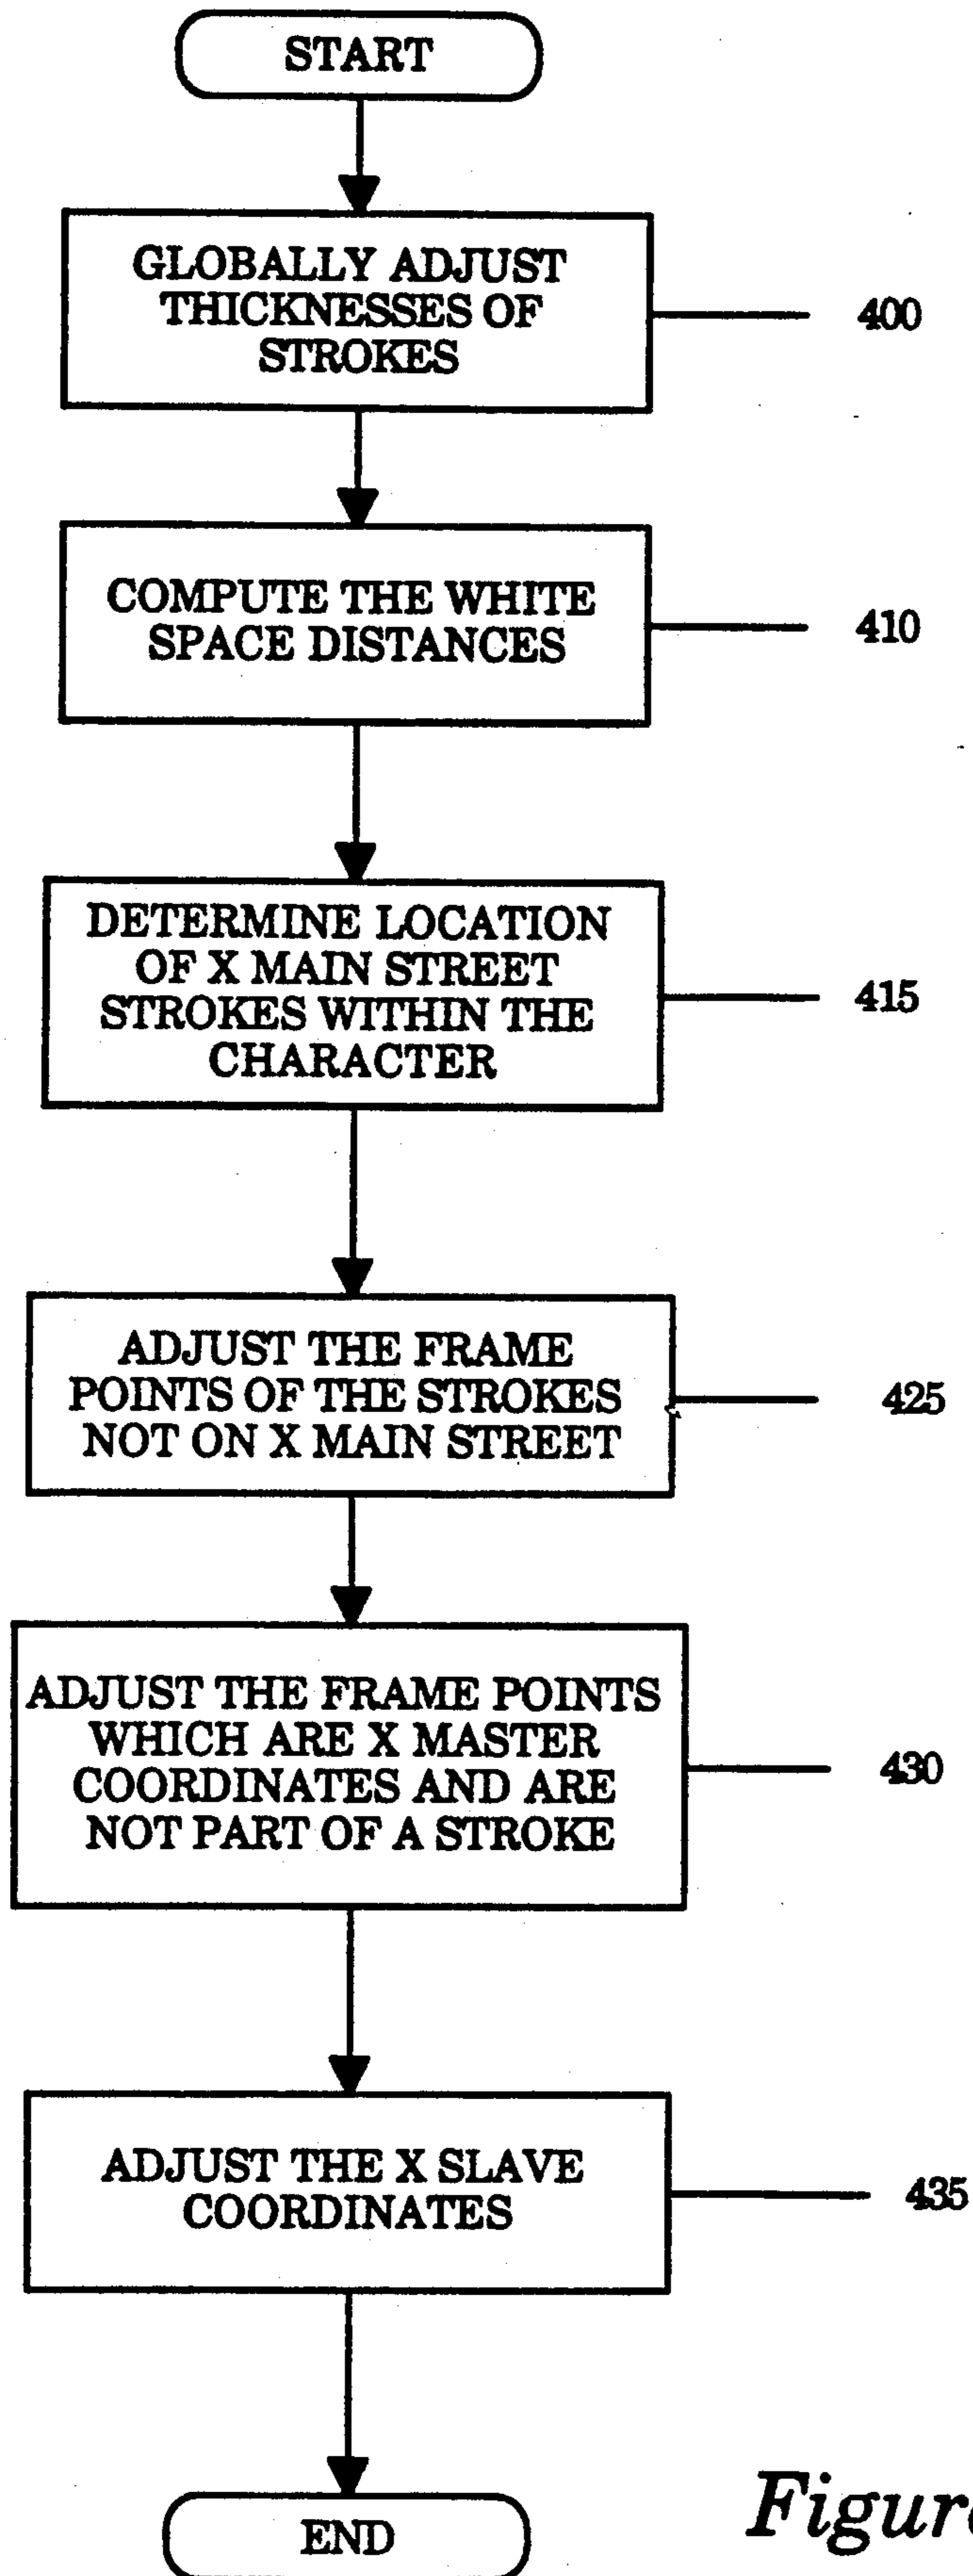 START
GLOBALLY ADJUST
THICKNESSES OF
STROKES
400
COMPUTE THE WHITE
SPACE DISTANCES
410
DETERMINE LOCATION
OF X MAIN STREET
STROKES WITHIN THE
CHARACTER
415
ADJUST THE FRAME
POINTS OF THE STROKES
NOT ON X MAIN STREET
425
ADJUST THE FRAME POINTS
WHICH ARE X MASTER
COORDINATES AND ARE
NOT PART OF A STROKE
430
ADJUST THE X SLAVE
COORDINATES
435
END